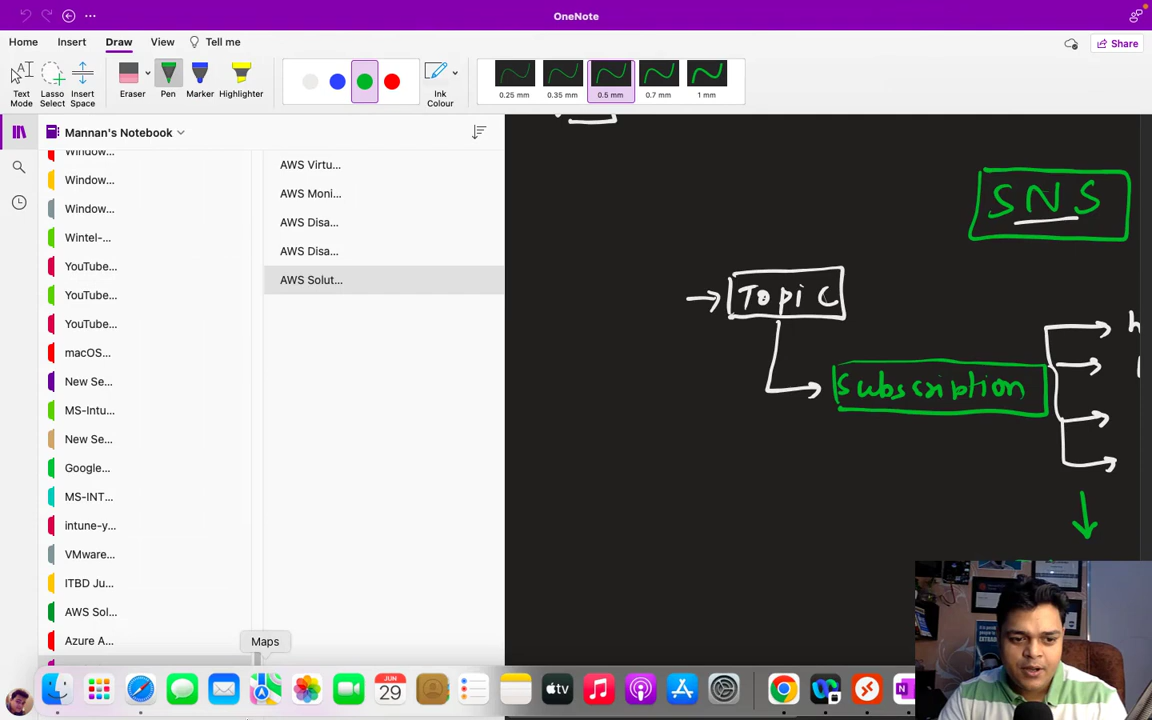 OneNote
Home Insert Draw View Tell me
Share
Text Mode
Lasso Select
Insert Space
Eraser
Pen
Marker
Highlighter
Ink Colour
0.25 mm
0.35 mm
0.5 mm
0.7 mm
1 mm
Mannan's Notebook
Window...
Window...
Window...
Wintel-...
YouTube...
YouTube...
YouTube...
macOS...
New Se...
MS-Intu...
New Se...
Google...
MS-INT...
intune-y...
VMware...
ITBD Ju...
AWS Sol...
Azure A...
AWS Virtu...
AWS Moni...
AWS Disa...
AWS Disa...
AWS Solut...
SNS
Topic
Subscription
Maps
JUN
29
tv